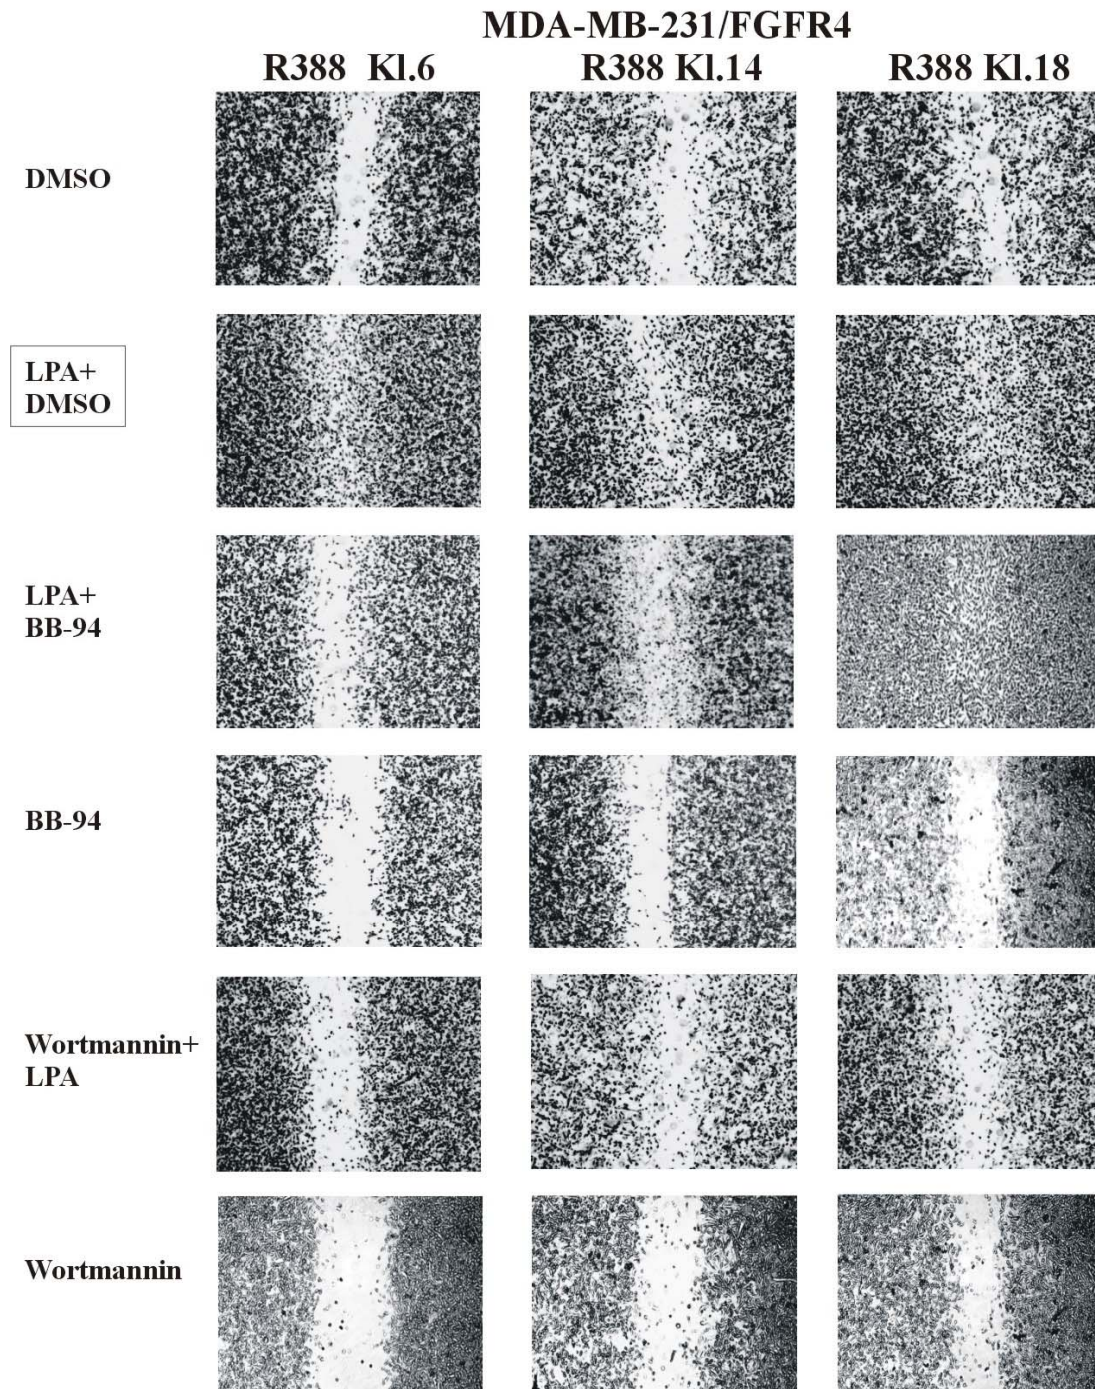 MDA-MB-231/FGFR4
R388 Kl.6
R388 Kl.14
R388 Kl.18
DMSO
LPA+
DMSO
LPA+
BB-94
BB-94
Wortmannin+
LPA
Wortmannin